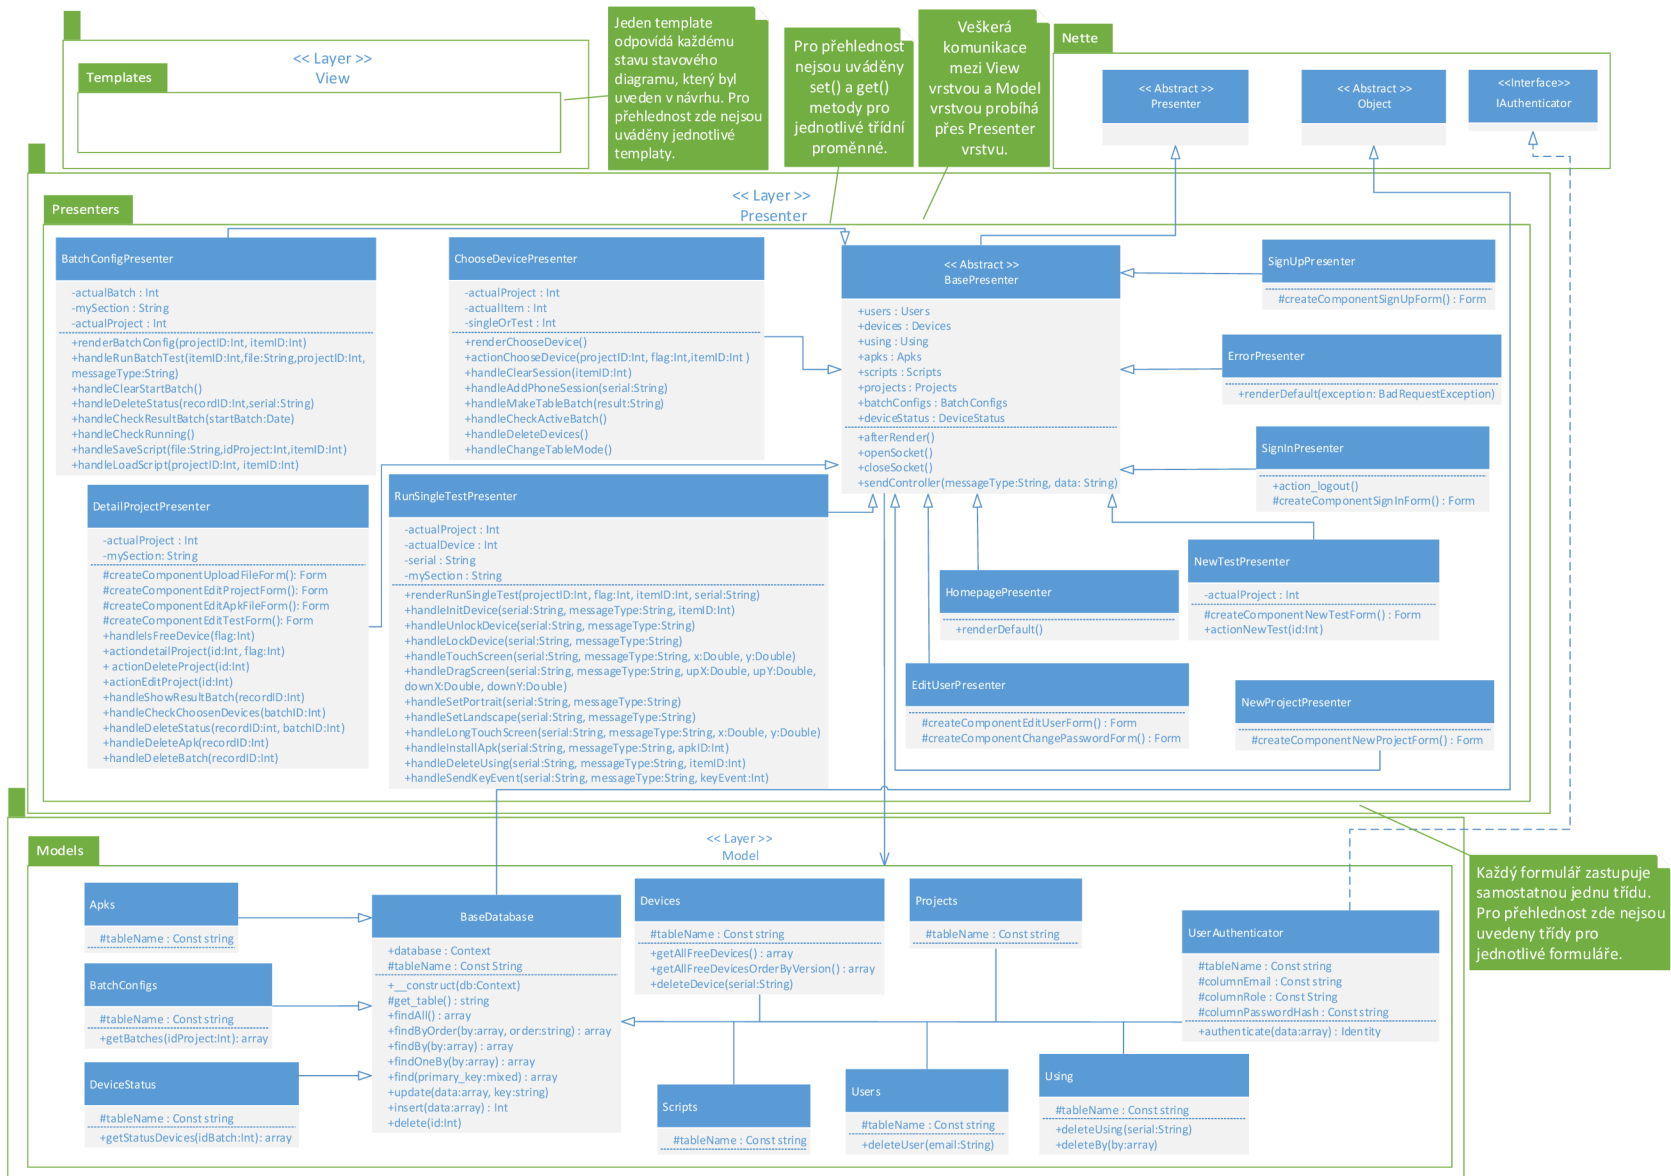 << Layer >>
View
Templates
Jeden template
odpovídá každému
stavu stavového
diagramu, který byl
uveden v návrhu. Pro
přehlednost zde nejsou
uváděny jednotlivé
templaty.
Pro přehlednost
nejsou uváděny
set() a get()
metody pro
jednotlivé třídní
proměnné.
Veškerá
komunikace
mezi View
vrstvou a Model
vrstvou probíhá
přes Presenter
vrstvu.
Nette
<< Abstract >>
Presenter
<< Abstract >>
Object
<<Interface>>
IAuthenticator
<< Layer >>
Presenter
Presenters
BatchConfigPresenter
-actualBatch : Int
-mySection : String
-actualProject : Int
+renderBatchConfig(projectID:Int, itemID:Int)
+handleRunBatchTest(itemID:Int,file:String,projectID:Int,
messageType:String)
+handleClearStartBatch()
+handleDeleteStatus(recordID:Int,serial:String)
+handleCheckResultBatch(startBatch:Date)
+handleCheckRunning()
+handleSaveScript(file:String,idProject:Int,itemID:Int)
+handleLoadScript(projectID:Int, itemID:Int)
ChooseDevicePresenter
-actualProject : Int
-actualItem : Int
-singleOrTest : Int
+renderChooseDevice()
+actionChooseDevice(projectID:Int, flag:Int,itemID:Int )
+handleClearSession(itemID:Int)
+handleAddPhoneSession(serial:String)
+handleMakeTableBatch(result:String)
+handleCheckActiveBatch()
+handleDeleteDevices()
+handleChangeTableMode()
<< Abstract >>
BasePresenter
+users : Users
+devices : Devices
+using : Using
+apks : Apks
+scripts : Scripts
+projects : Projects
+batchConfigs : BatchConfigs
+deviceStatus : DeviceStatus
+afterRender()
+openSocket()
+closeSocket()
+sendController(messageType:String, data: String)
SignUpPresenter
#createComponentSignUpForm() : Form
ErrorPresenter
+renderDefault(exception: BadRequestException)
SignInPresenter
+action_logout()
#createComponentSignInForm() : Form
DetailProjectPresenter
-actualProject : Int
-mySection: String
#createComponentUploadFileForm(): Form
#createComponentEditProjectForm(): Form
#createComponentEditApkFileForm(): Form
#createComponentEditTestForm(): Form
+handleIsFreeDevice(flag:Int)
+actiondetailProject(id:Int, flag:Int)
+ actionDeleteProject(id:Int)
+actionEditProject(id:Int)
+handleShowResultBatch(recordID:Int)
+handleCheckChoosenDevices(batchID:Int)
+handleDeleteStatus(recordID:int, batchID:Int)
+handleDeleteApk(recordID:Int)
+handleDeleteBatch(recordID:Int)
RunSingleTestPresenter
-actualProject : Int
-actualDevice : Int
-serial : String
-mySection : String
+renderRunSingleTest(projectID:Int, flag:Int, itemID:Int, serial:String)
+handleInitDevice(serial:String, messageType:String, itemID:Int)
+handleUnlockDevice(serial:String, messageType:String)
+handleLockDevice(serial:String, messageType:String)
+handleTouchScreen(serial:String, messageType:String, x:Double, y:Double)
+handleDragScreen(serial:String, messageType:String, upX:Double, upY:Double,
downX:Double, downY:Double)
+handleSetPortrait(serial:String, messageType:String)
+handleSetLandscape(serial:String, messageType:String)
+handleLongTouchScreen(serial:String, messageType:String, x:Double, y:Double)
+handleInstallApk(serial:String, messageType:String, apkID:Int)
+handleDeleteUsing(serial:String, messageType:String, itemID:Int)
+handleSendKeyEvent(serial:String, messageType:String, keyEvent:Int)
HomepagePresenter
+renderDefault()
NewTestPresenter
-actualProject : Int
#createComponentNewTestForm() : Form
+actionNewTest(id:Int)
EditUserPresenter
#createComponentEditUserForm() : Form
#createComponentChangePasswordForm() : Form
NewProjectPresenter
#createComponentNewProjectForm() : Form
<< Layer >>
Model
Models
Každý formulář zastupuje
samostatnou jednu třídu.
Pro přehlednost zde nejsou
uvedeny třídy pro
jednotlivé formuláře.
Apks
#tableName : Const string
BatchConfigs
#tableName : Const string
+getBatches(idProject:Int): array
DeviceStatus
#tableName : Const string
+getStatusDevices(idBatch:Int): array
BaseDatabase
+database : Context
#tableName : Const String
+__construct(db:Context)
#get_table() : string
+findAll() : array
+findByOrder(by:array, order:string) : array
+findBy(by:array) : array
+findOneBy(by:array) : array
+find(primary_key:mixed) : array
+update(data:array, key:string)
+insert(data:array) : Int
+delete(id:Int)
Devices
#tableName : Const string
+getAllFreeDevices() : array
+getAllFreeDevicesOrderByVersion() : array
+deleteDevice(serial:String)
Projects
#tableName : Const string
UserAuthenticator
#tableName : Const string
#columnEmail : Const string
#columnRole : Const String
#columnPasswordHash : Const string
+authenticate(data:array) : Identity
Scripts
#tableName : Const string
Users
#tableName : Const string
+deleteUser(email:String)
Using
#tableName : Const string
+deleteUsing(serial:String)
+deleteBy(by:array)